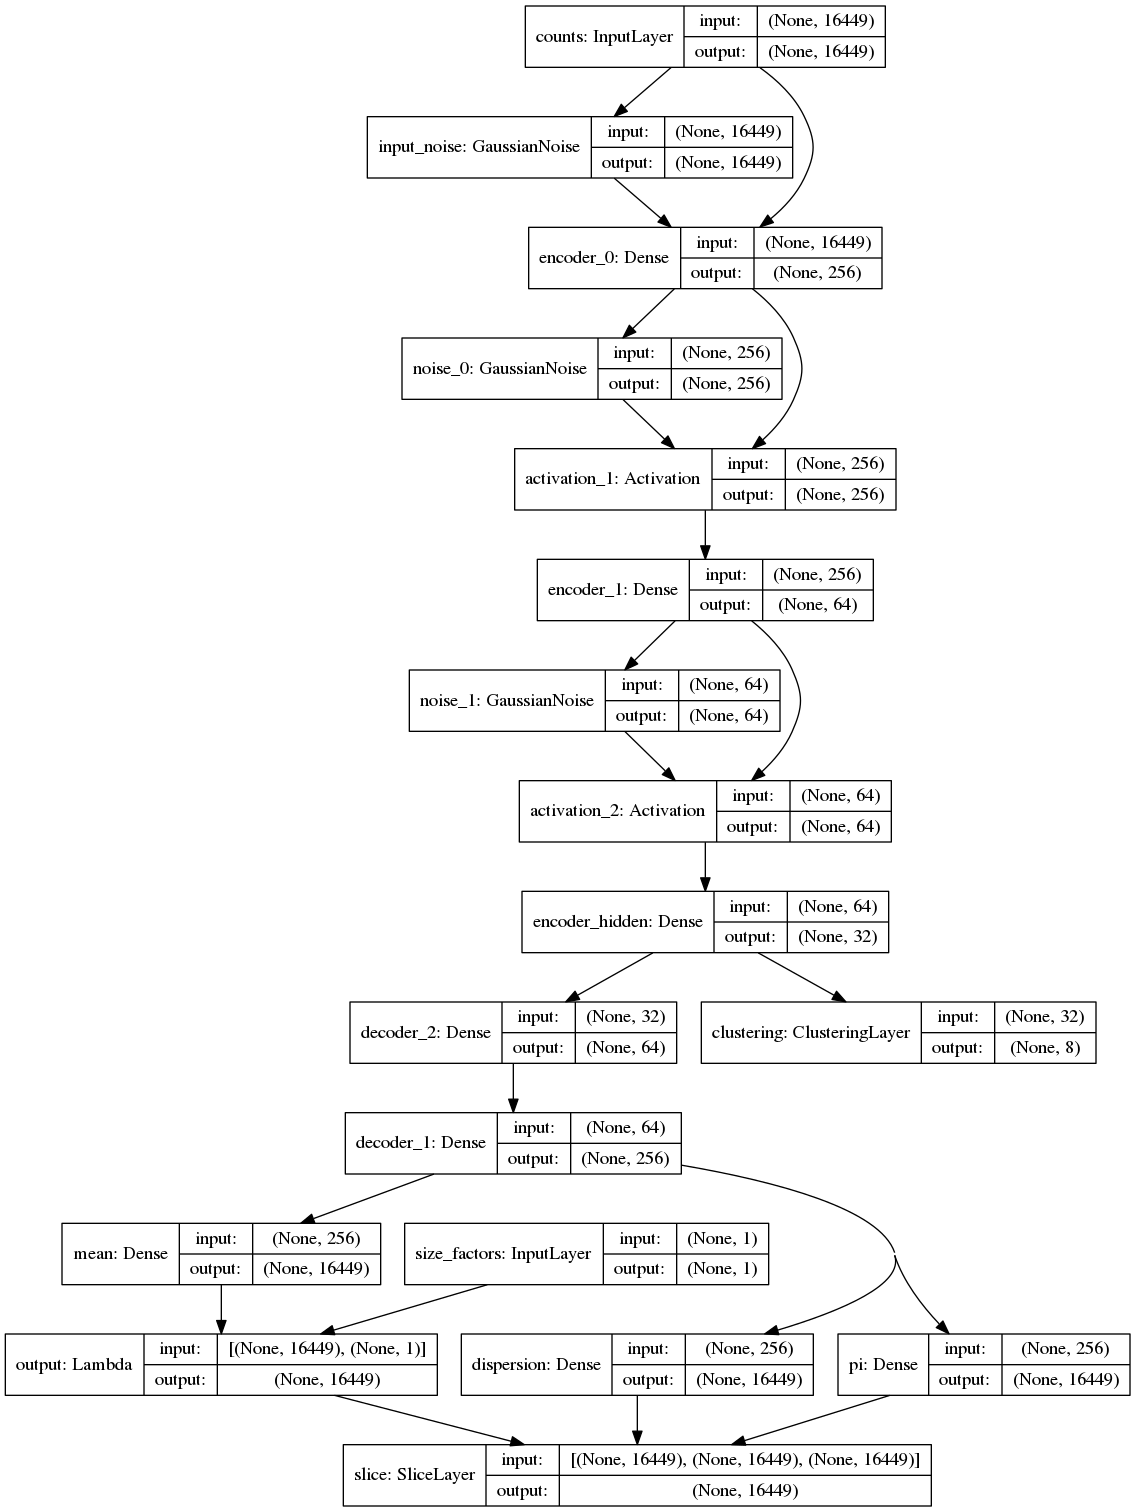 counts: InputLayer
input: (None, 16449)
output: (None, 16449)
input_noise: GaussianNoise
input: (None, 16449)
output: (None, 16449)
encoder_0: Dense
input: (None, 16449)
output: (None, 256)
noise_0: GaussianNoise
input: (None, 256)
output: (None, 256)
activation_1: Activation
input: (None, 256)
output: (None, 256)
encoder_1: Dense
input: (None, 256)
output: (None, 64)
noise_1: GaussianNoise
input: (None, 64)
output: (None, 64)
activation_2: Activation
input: (None, 64)
output: (None, 64)
encoder_hidden: Dense
input: (None, 64)
output: (None, 32)
decoder_2: Dense
input: (None, 32)
output: (None, 64)
clustering: ClusteringLayer
input: (None, 32)
output: (None, 8)
decoder_1: Dense
input: (None, 64)
output: (None, 256)
mean: Dense
input: (None, 256)
output: (None, 16449)
size_factors: InputLayer
input: (None, 1)
output: (None, 1)
output: Lambda
input: [(None, 16449), (None, 1)]
output: (None, 16449)
dispersion: Dense
input: (None, 256)
output: (None, 16449)
pi: Dense
input: (None, 256)
output: (None, 16449)
slice: SliceLayer
input: [(None, 16449), (None, 16449), (None, 16449)]
output: (None, 16449)